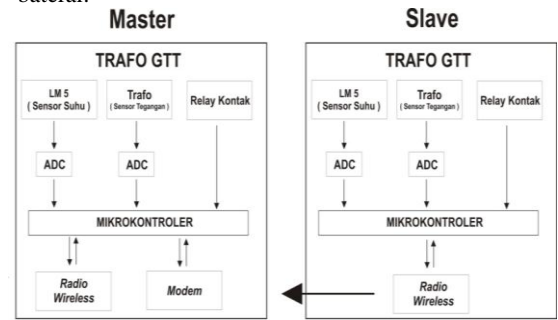 Master
TRAFO GTT
LM 5
( Sensor Suhu )
Trafo
( Sensor Tegangan )
Relay Kontak
ADC
ADC
MIKROKONTROLER
Radio
Wireless
Modem
Slave
TRAFO GTT
LM 5
( Sensor Suhu )
Trafo
( Sensor Tegangan )
Relay Kontak
ADC
ADC
MIKROKONTROLER
Radio
Wireless